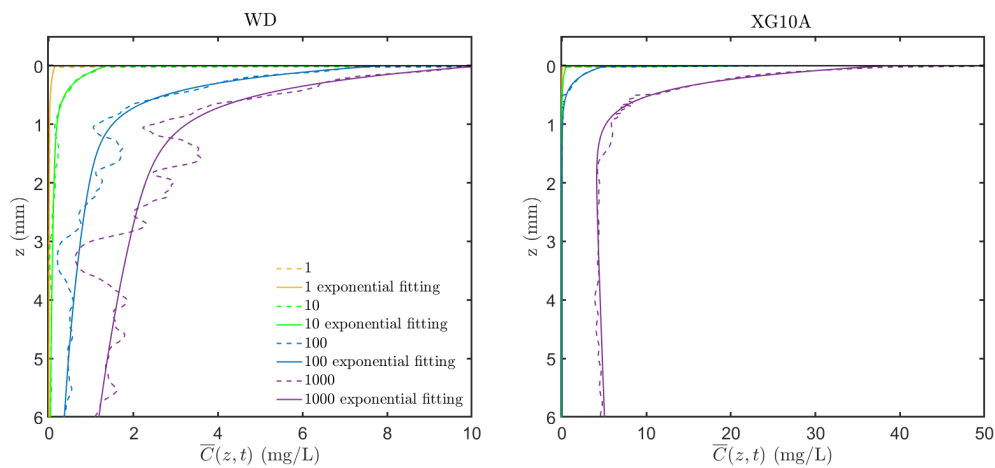 WD
0
1
2
3
4
5
6
z (mm)
0 2 4 6 8 10
C̅(z, t) (mg/L)
1
1 exponential fitting
10
10 exponential fitting
100
100 exponential fitting
1000
1000 exponential fitting
XG10A
0
1
2
3
4
5
6
z (mm)
0 10 20 30 40 50
C̅(z, t) (mg/L)